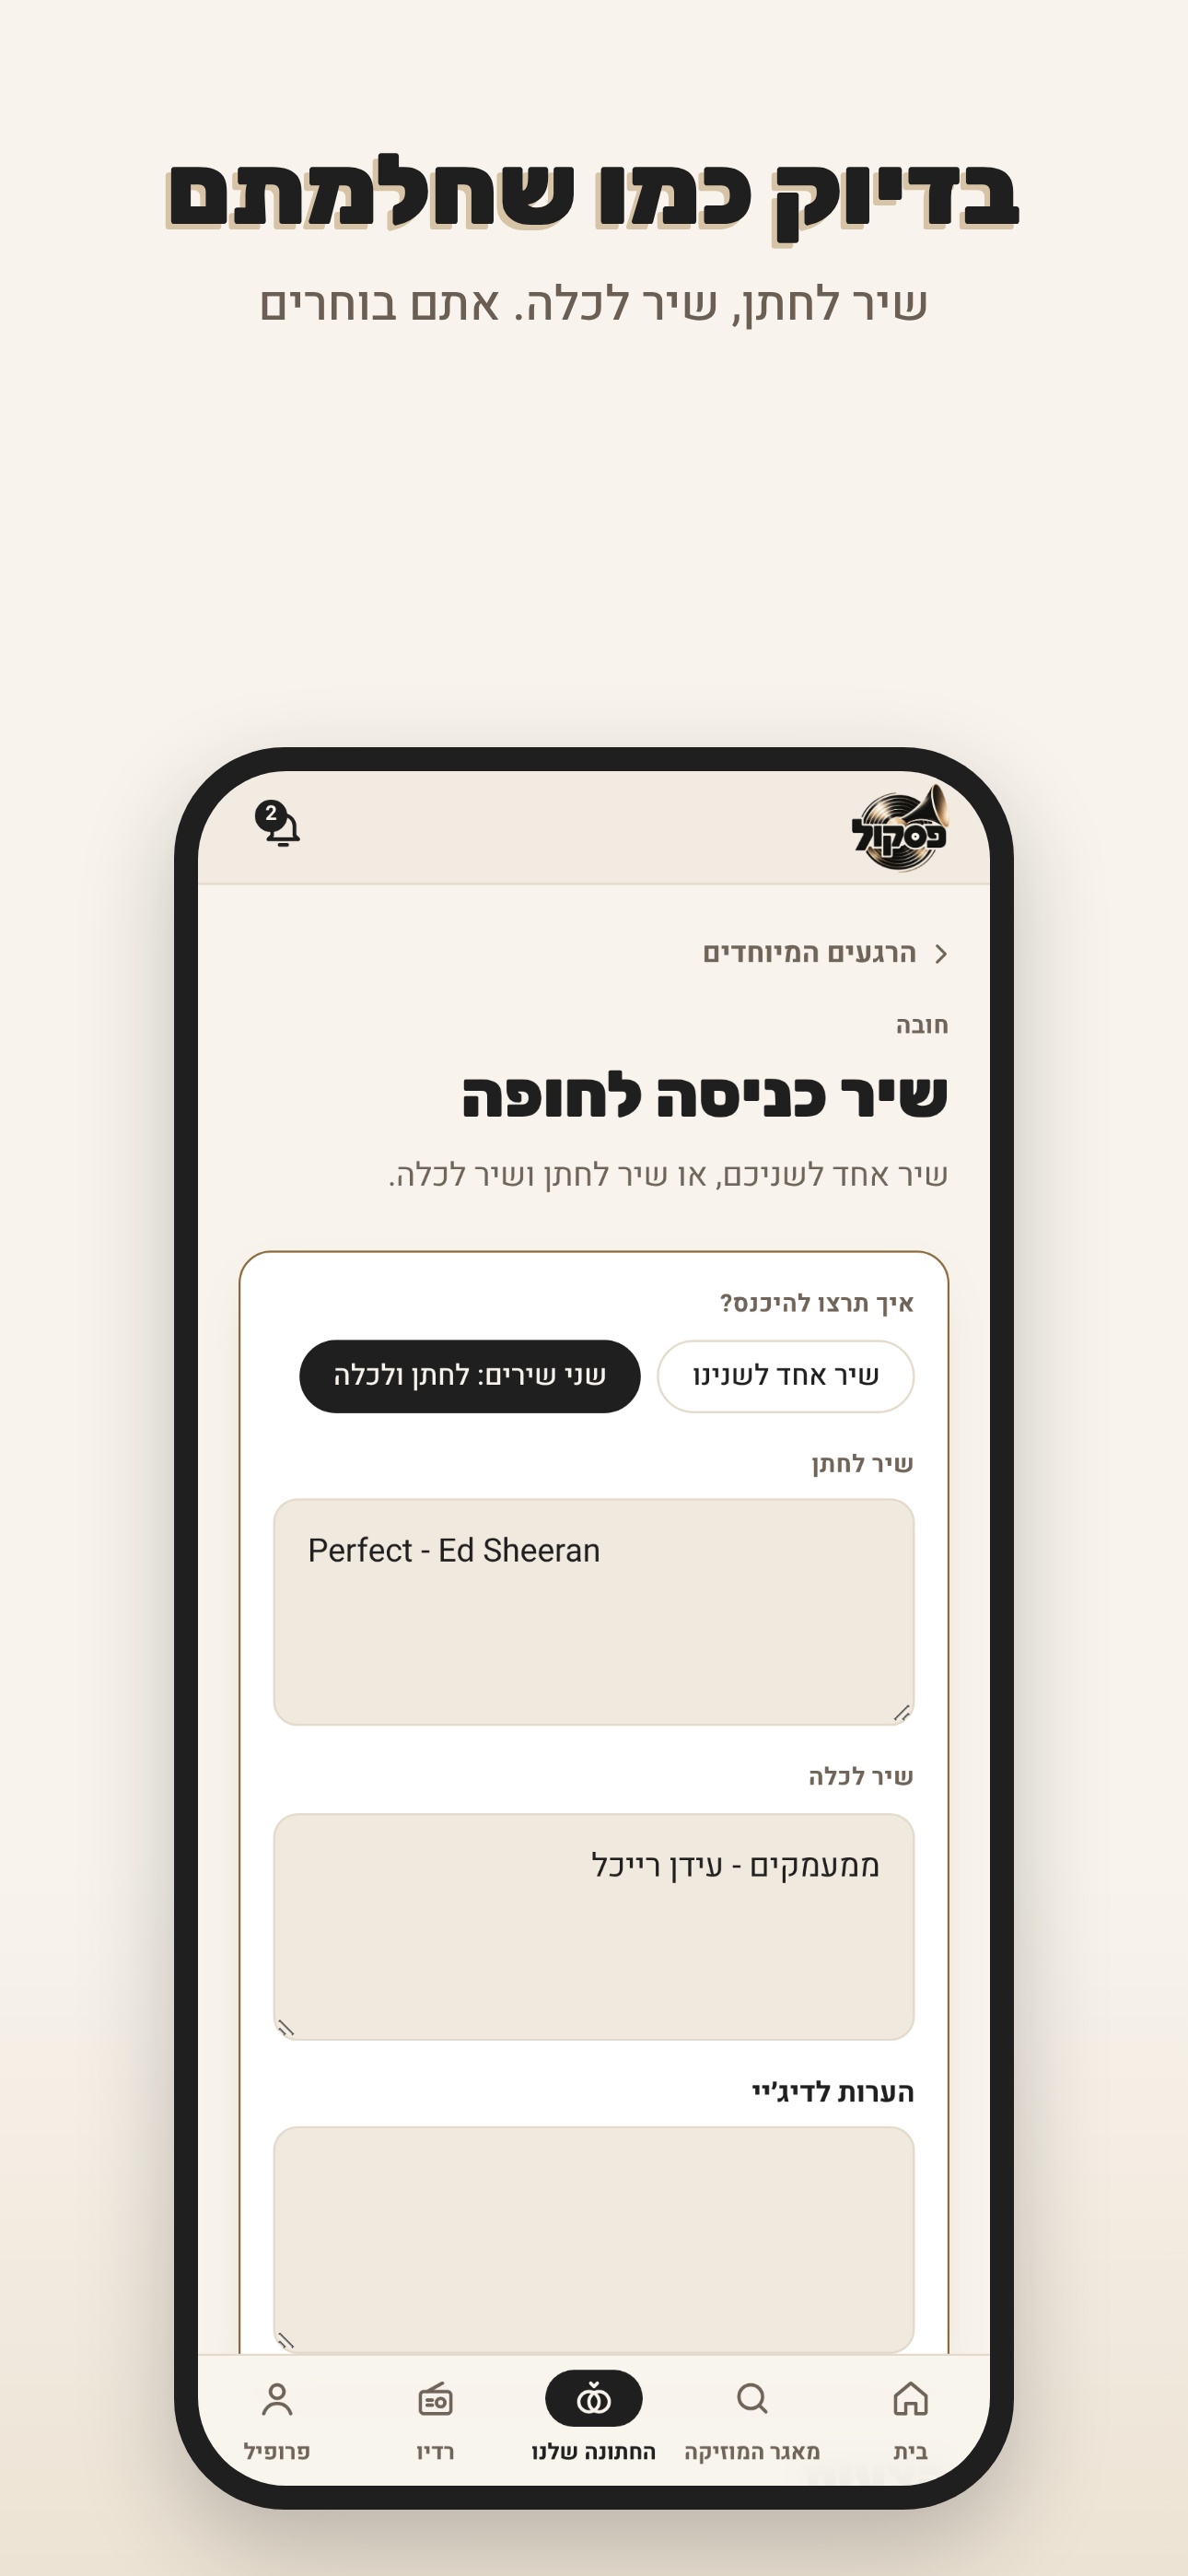 בדיוק כמו שחלמתם
שיר לחתן, שיר לכלה. אתם בוחרים
פסקול
2
הרגעים המיוחדים
חובה
שיר כניסה לחופה
שיר אחד לשניכם, או שיר לחתן ושיר לכלה.
איך תרצו להיכנס?
שיר אחד לשנינו
שני שירים: לחתן ולכלה
שיר לחתן
Perfect - Ed Sheeran
שיר לכלה
ממעמקים - עידן רייכל
הערות לדיג׳יי
בית
מאגר המוזיקה
החתונה שלנו
רדיו
פרופיל